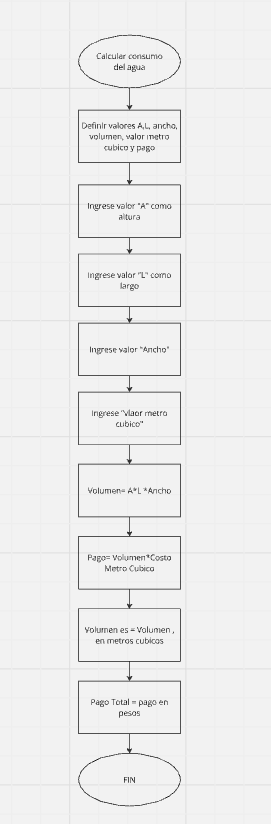 Calcular consumo
del agua
Definir valores A,L, ancho,
volumen, valor metro
cubico y pago
Ingrese valor "A" como
altura
Ingrese valor "L" como
largo
Ingrese valor "Ancho"
Ingrese "vlaor metro
cubico"
Volumen= A*L *Ancho
Pago= Volumen*Costo
Metro Cubico
Volumen es = Volumen ,
en metros cubicos
Pago Total = pago en
pesos
FIN